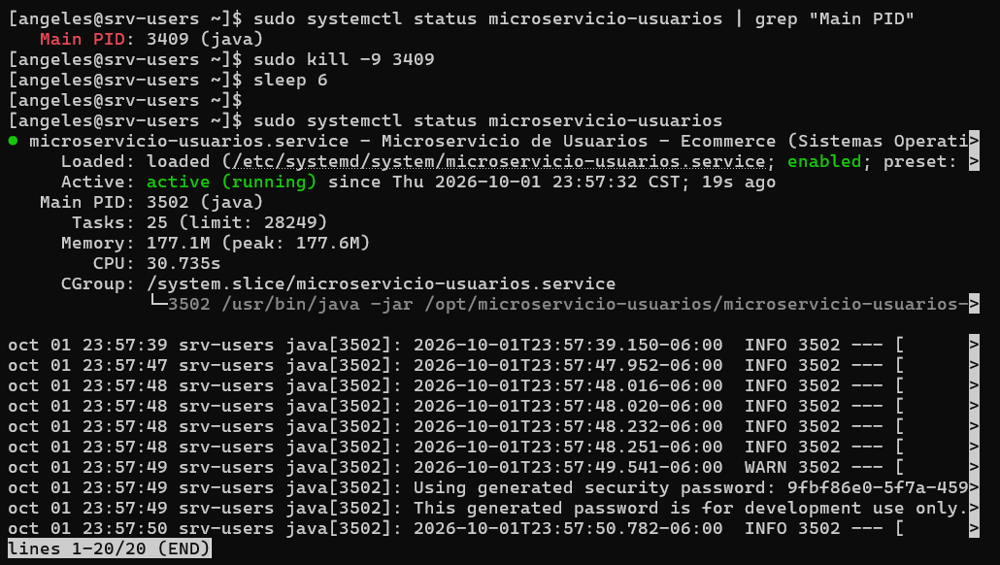 [angeles@srv-users ~]$ sudo systemctl status microservicio-usuarios | grep "Main PID"
   Main PID: 3409 (java)
[angeles@srv-users ~]$ sudo kill -9 3409
[angeles@srv-users ~]$ sleep 6
[angeles@srv-users ~]$
[angeles@srv-users ~]$ sudo systemctl status microservicio-usuarios
● microservicio-usuarios.service - Microservicio de Usuarios - Ecommerce (Sistemas Operati>
     Loaded: loaded (/etc/systemd/system/microservicio-usuarios.service; enabled; preset: >
     Active: active (running) since Thu 2026-10-01 23:57:32 CST; 19s ago
   Main PID: 3502 (java)
      Tasks: 25 (limit: 28249)
     Memory: 177.1M (peak: 177.6M)
        CPU: 30.735s
     CGroup: /system.slice/microservicio-usuarios.service
             └─3502 /usr/bin/java -jar /opt/microservicio-usuarios/microservicio-usuarios->

oct 01 23:57:39 srv-users java[3502]: 2026-10-01T23:57:39.150-06:00  INFO 3502 --- [      >
oct 01 23:57:47 srv-users java[3502]: 2026-10-01T23:57:47.952-06:00  INFO 3502 --- [      >
oct 01 23:57:48 srv-users java[3502]: 2026-10-01T23:57:48.016-06:00  INFO 3502 --- [      >
oct 01 23:57:48 srv-users java[3502]: 2026-10-01T23:57:48.020-06:00  INFO 3502 --- [      >
oct 01 23:57:48 srv-users java[3502]: 2026-10-01T23:57:48.232-06:00  INFO 3502 --- [      >
oct 01 23:57:48 srv-users java[3502]: 2026-10-01T23:57:48.251-06:00  INFO 3502 --- [      >
oct 01 23:57:49 srv-users java[3502]: 2026-10-01T23:57:49.541-06:00  WARN 3502 --- [      >
oct 01 23:57:49 srv-users java[3502]: Using generated security password: 9fbf86e0-5f7a-459>
oct 01 23:57:49 srv-users java[3502]: This generated password is for development use only.>
oct 01 23:57:50 srv-users java[3502]: 2026-10-01T23:57:50.782-06:00  INFO 3502 --- [      >
lines 1-20/20 (END)